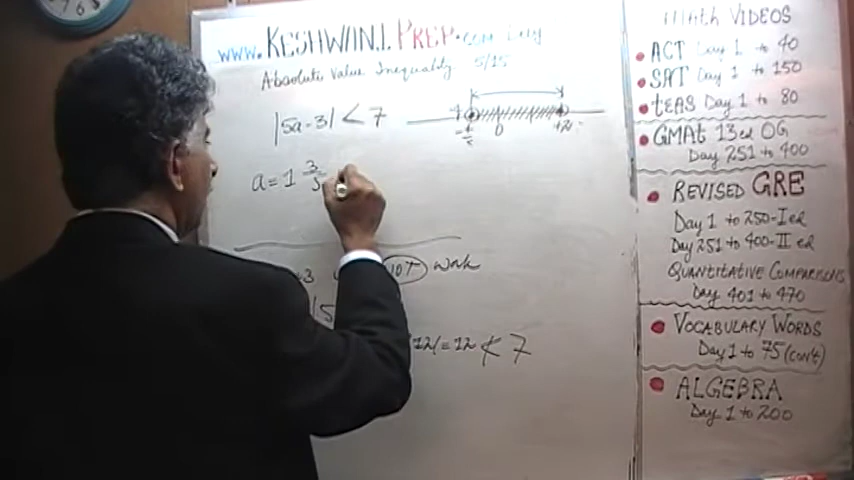 www.KESHWANI PREP.com
Absolute Value Inequality 5/15
|5a-3| < 7
0
a = 1 3/5
NOT work
= 12 ≮ 7
Math VIDEOS
ACT Day 1 to 40
SAT Day 1 to 150
tEAS Day 1 to 80
GMAt 13ed OG
Day 251 to 400
REVISED GRE
Day 1 to 250-I ed
Day 251 to 400-II ed
QUANTITATIVE COMPARISONS
Day 401 to 470
VOCABULARY WORDS
Day 1 to 75 (con't)
ALGEBRA
Day 1 to 200